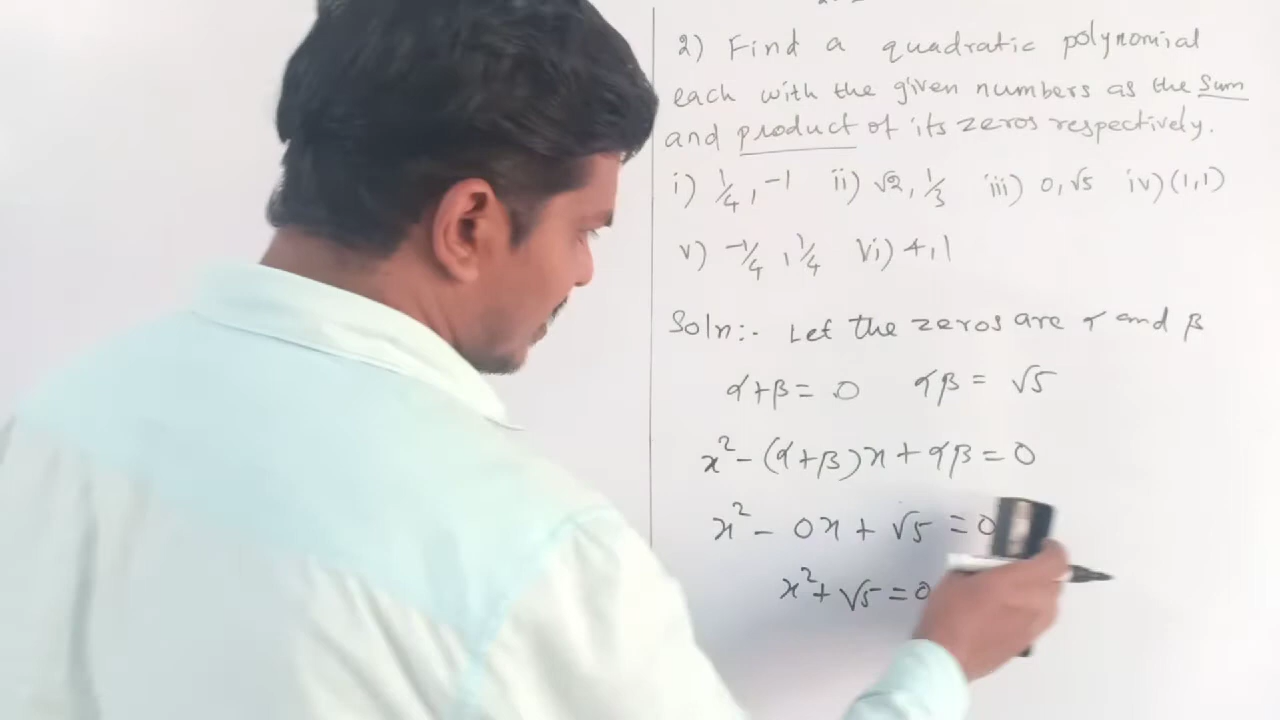 2) Find a quadratic polynomial
each with the given numbers as the Sum
and product of its zeros respectively.
i) 1/4, -1 ii) √2, 1/3 iii) 0, √5 iv) (1,1)
v) -1/4, 1/4 vi) 4, 1
Soln:- Let the zeros are α and β
α+β = 0 αβ = √5
x² - (α+β)x + αβ = 0
x² - 0x + √5 = 0
x² + √5 = 0